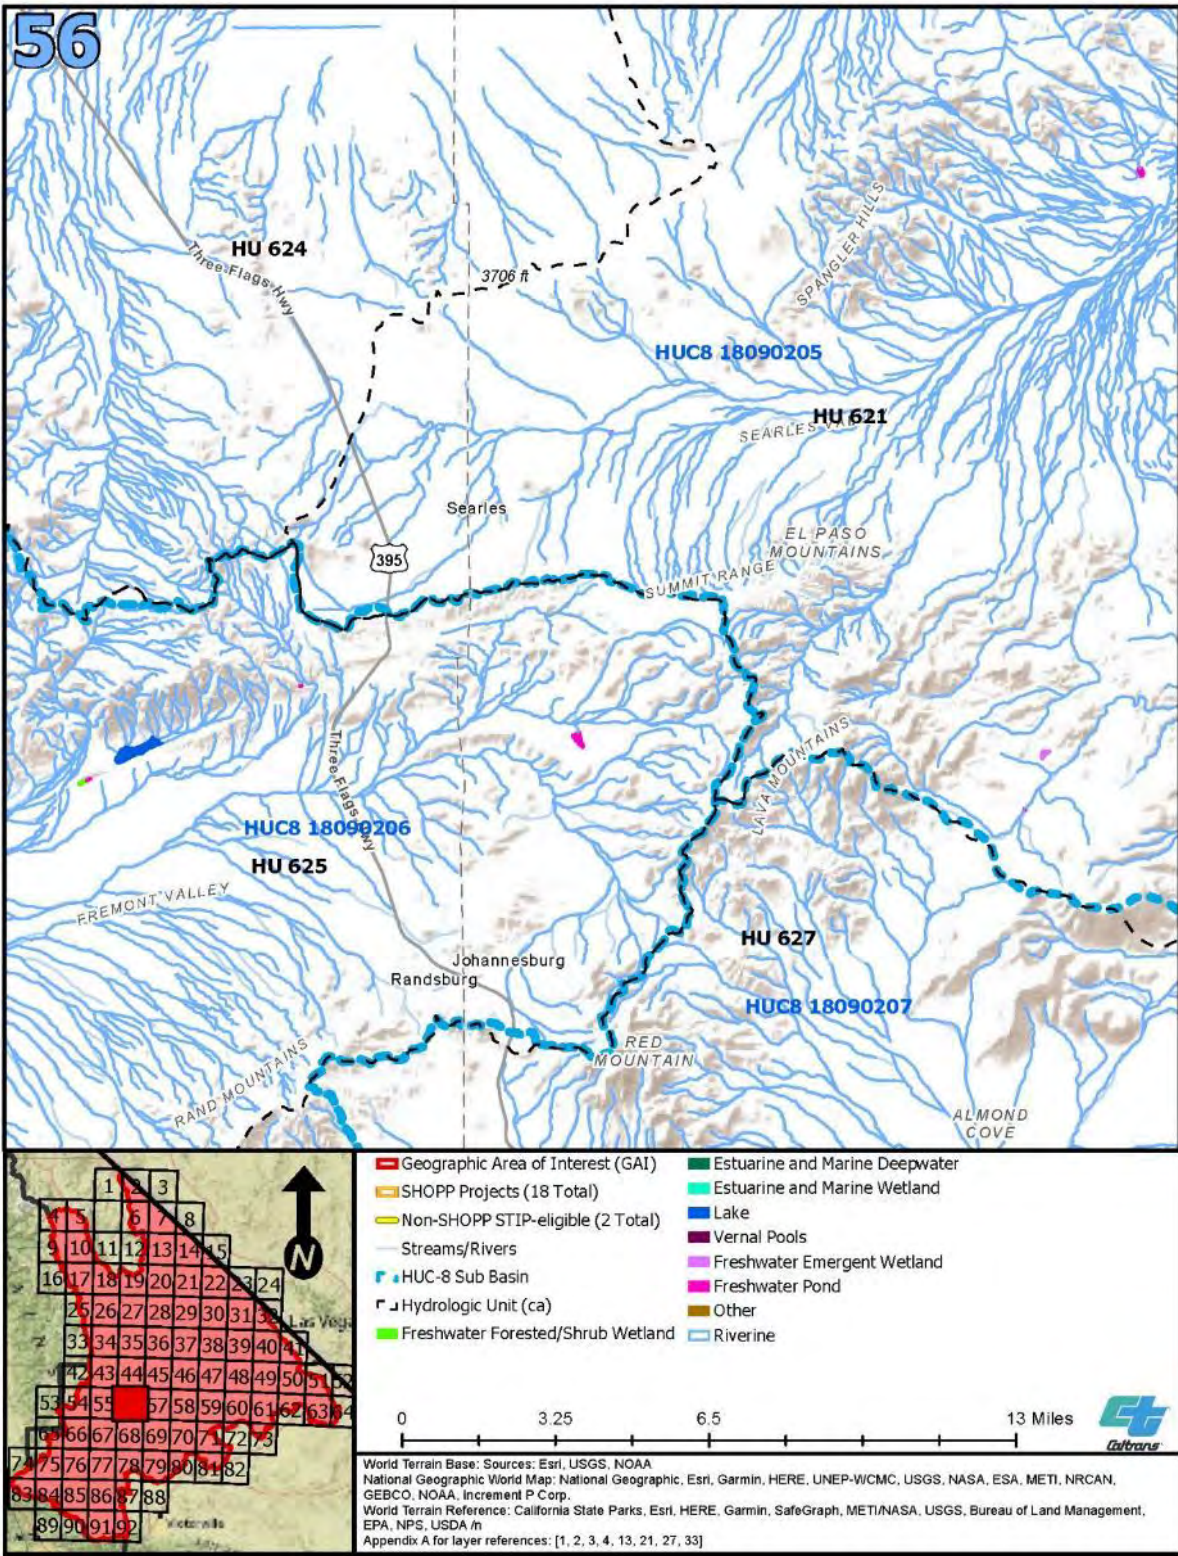 56
HU 624
Three Flags Hwy
3706 ft
SPANGLER HILLS
HUC8 18090205
HU 621
SEARLES VA
Searles
395
EL PASO
MOUNTAINS
SUMMIT RANGE
LAVA MOUNTAINS
Three Flags Hwy
HUC8 18090206
HU 625
FREMONT VALLEY
HU 627
Johannesburg
Randsburg
HUC8 18090207
RED
MOUNTAIN
RAND MOUNTAINS
ALMOND
COVE
1 2 3
4 5 6 7 8
9 10 11 12 13 14 15
16 17 18 19 20 21 22 23 24
25 26 27 28 29 30 31 32
Las Vega
33 34 35 36 37 38 39 40 41
42 43 44 45 46 47 48 49 50 51 52
53 54 55 57 58 59 60 61 62 63 64
65 66 67 68 69 70 71 72 73
74 75 76 77 78 79 80 81 82
83 84 85 86 87 88
89 90 91 92
Victorville
N
Geographic Area of Interest (GAI)
SHOPP Projects (18 Total)
Non-SHOPP STIP-eligible (2 Total)
Streams/Rivers
HUC-8 Sub Basin
Hydrologic Unit (ca)
Freshwater Forested/Shrub Wetland
Estuarine and Marine Deepwater
Estuarine and Marine Wetland
Lake
Vernal Pools
Freshwater Emergent Wetland
Freshwater Pond
Other
Riverine
0 3.25 6.5 13 Miles
Caltrans
World Terrain Base: Sources: Esri, USGS, NOAA
National Geographic World Map: National Geographic, Esri, Garmin, HERE, UNEP-WCMC, USGS, NASA, ESA, METI, NRCAN,
GEBCO, NOAA, Increment P Corp.
World Terrain Reference: California State Parks, Esri, HERE, Garmin, SafeGraph, METI/NASA, USGS, Bureau of Land Management,
EPA, NPS, USDA /n
Appendix A for layer references: [1, 2, 3, 4, 13, 21, 27, 33]